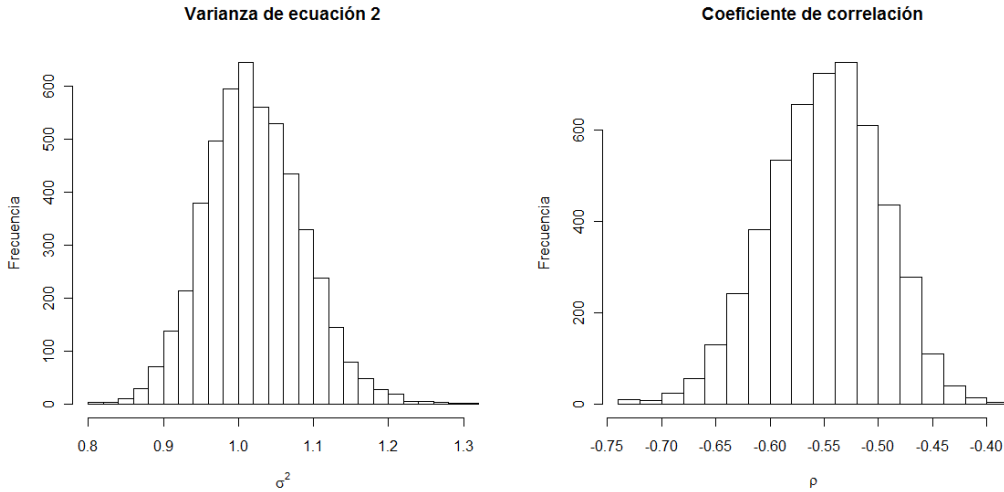 Varianza de ecuación 2
Frecuencia
0 100 200 300 400 500 600
0.8 0.9 1.0 1.1 1.2 1.3
σ²
Coeficiente de correlación
Frecuencia
0 200 400 600
-0.75 -0.70 -0.65 -0.60 -0.55 -0.50 -0.45 -0.40
ρ